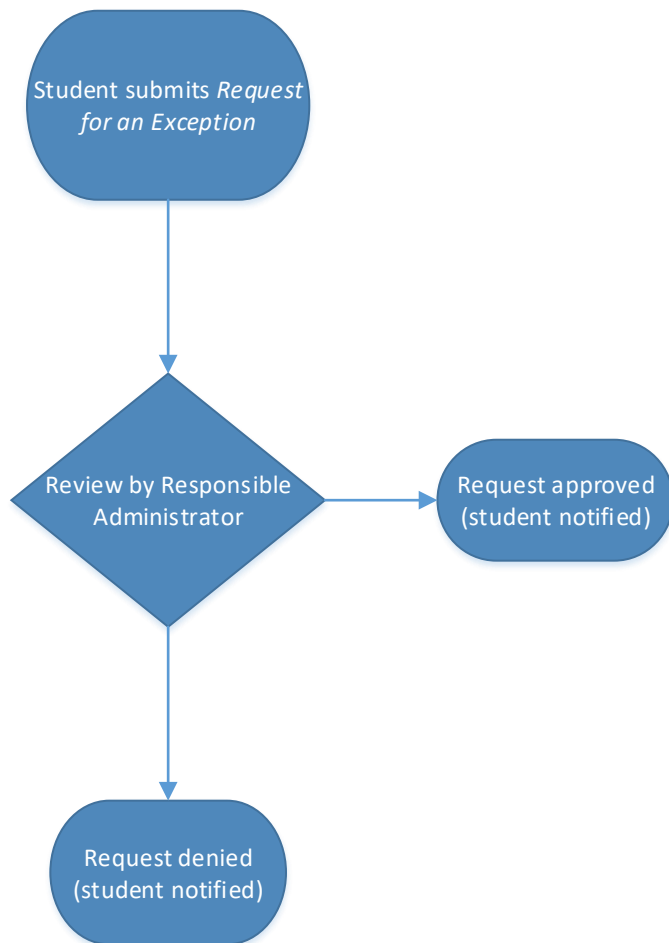 Student submits Request
for an Exception
Review by Responsible
Administrator
Request approved
(student notified)
Request denied
(student notified)